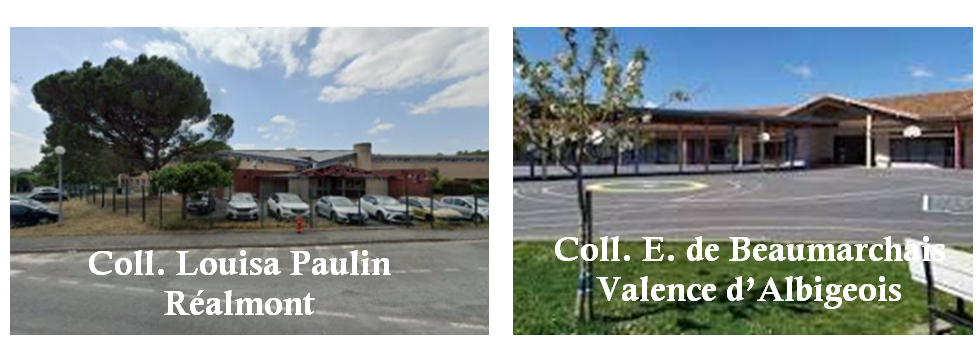 Coll. Louisa Paulin
Réalmont
Coll. E. de Beaumarchais
Valence d'Albigeois